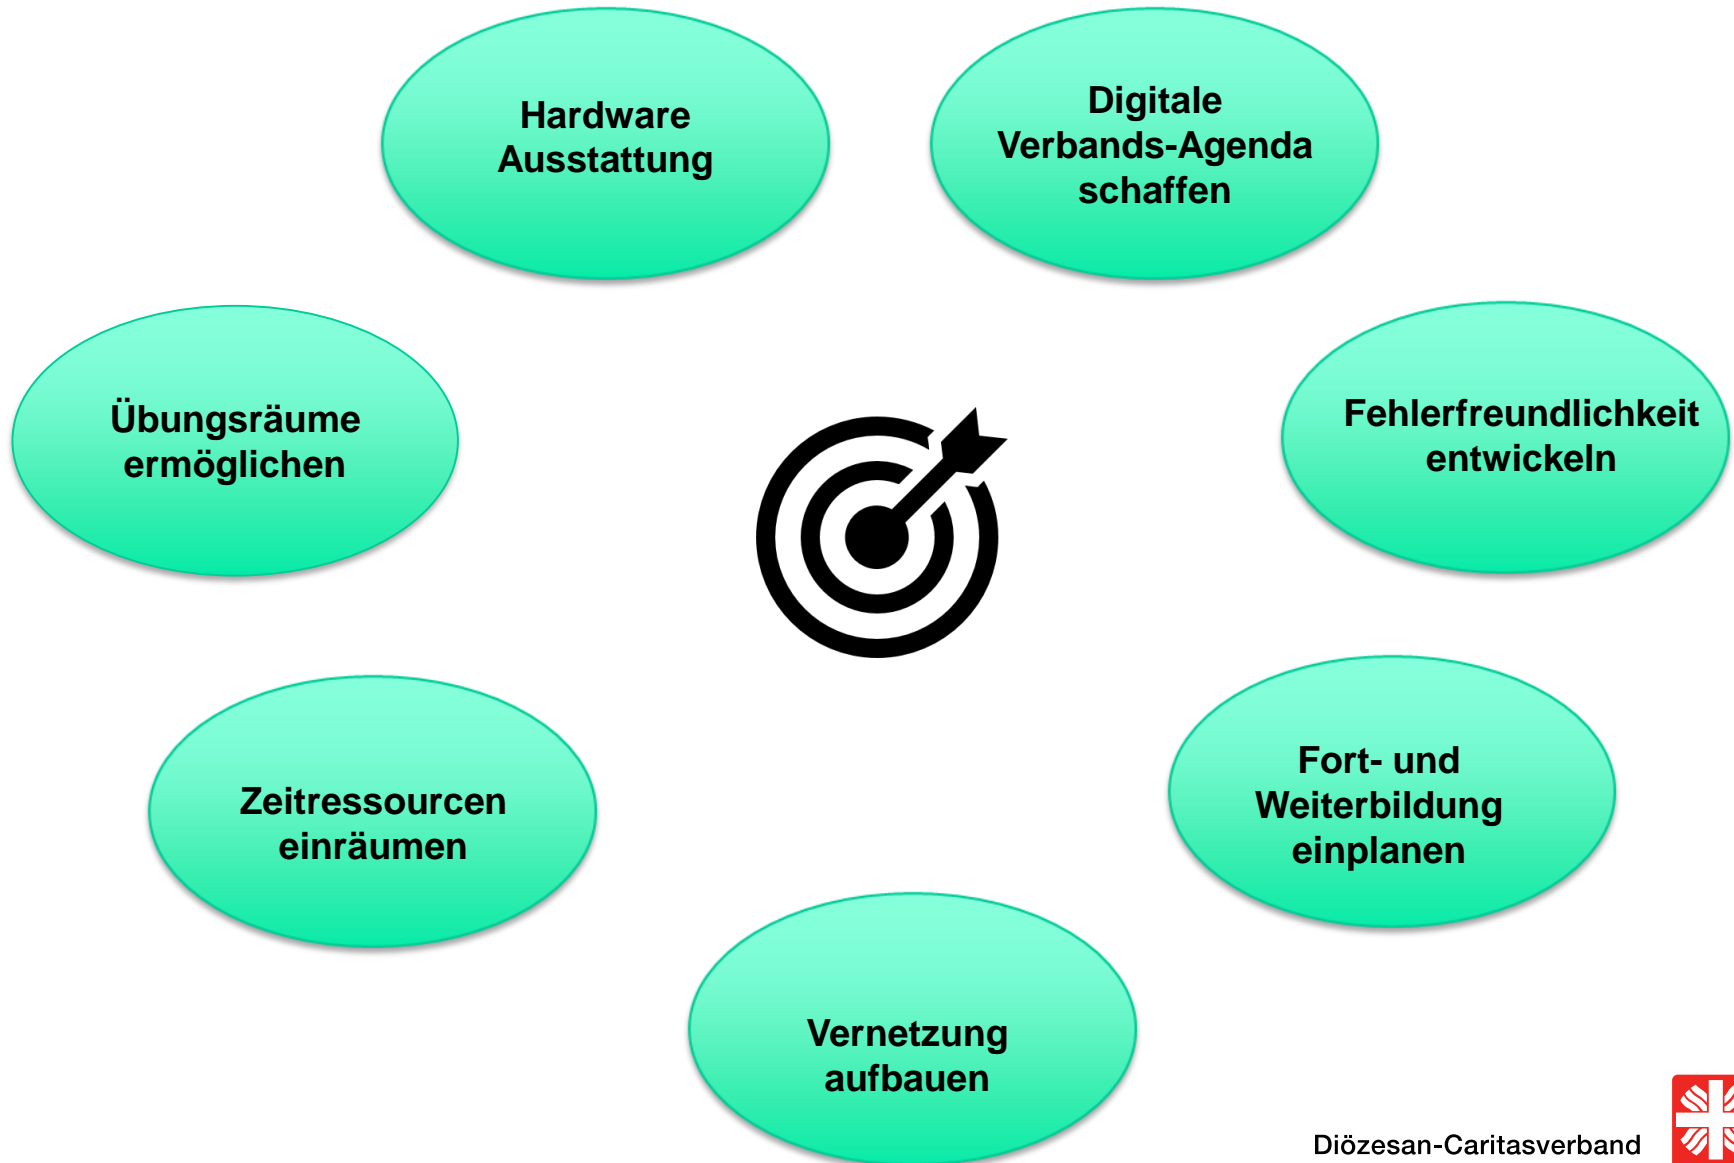 Hardware
Ausstattung
Digitale
Verbands-Agenda
schaffen
Übungsräume
ermöglichen
Fehlerfreundlichkeit
entwickeln
Zeitressourcen
einräumen
Fort- und
Weiterbildung
einplanen
Vernetzung
aufbauen
Diözesan-Caritasverband